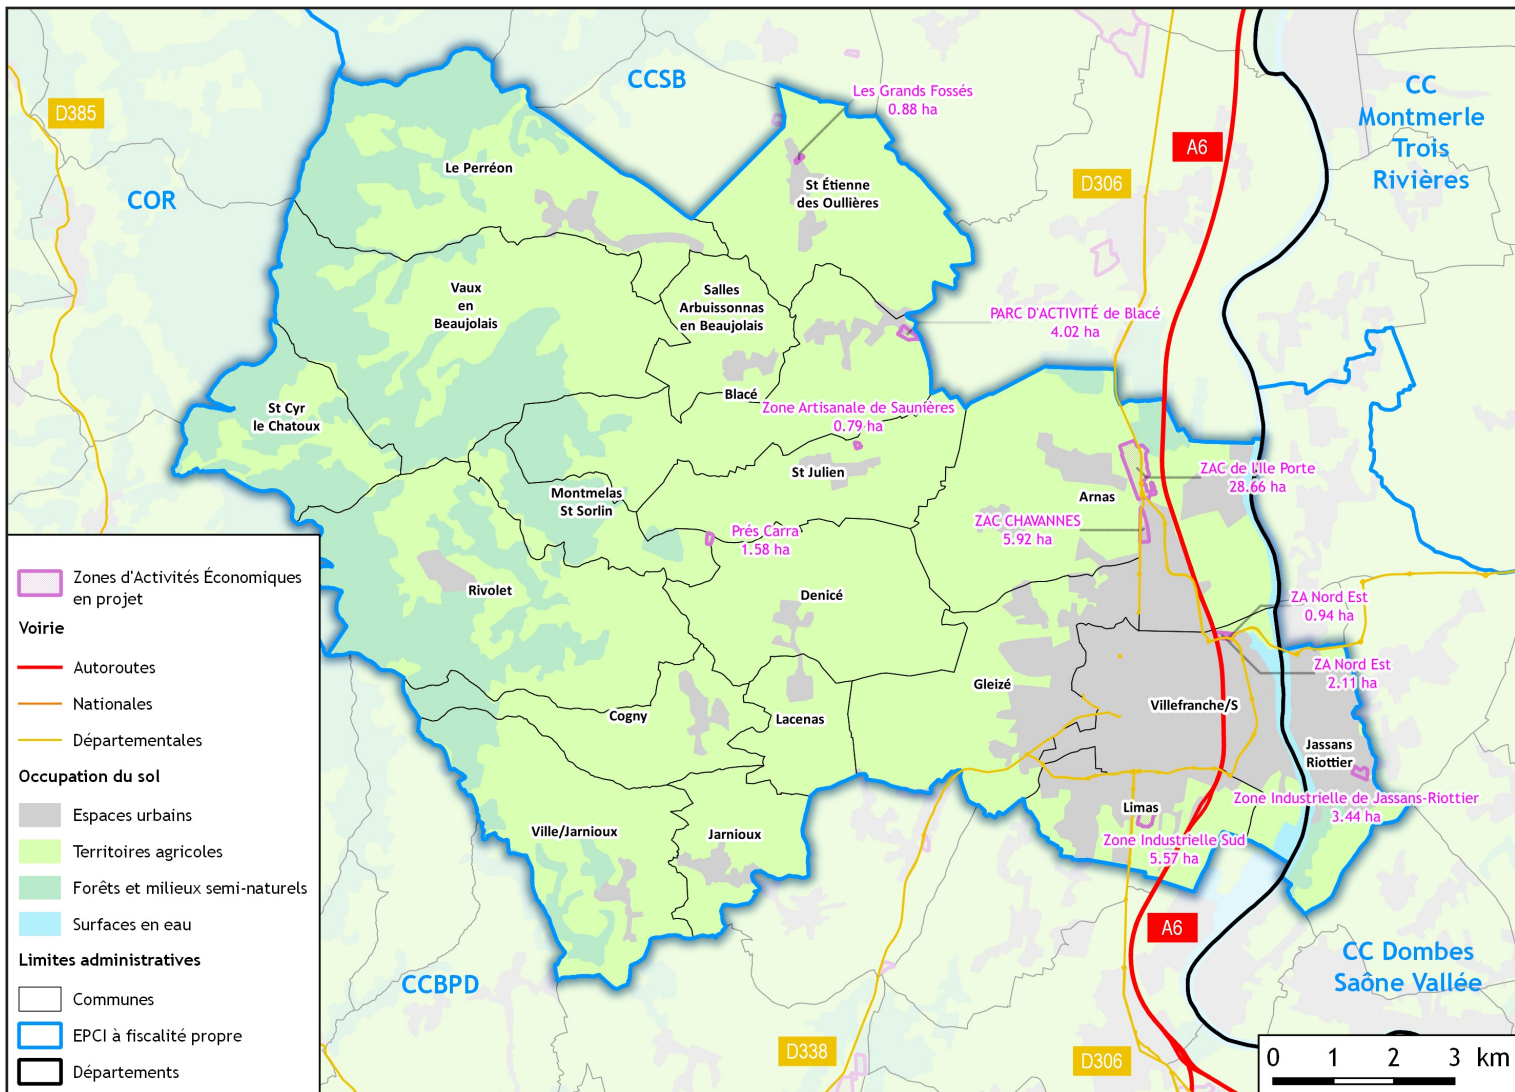 CCSB
Les Grands Fossés
0.88 ha
CC
Montmerle
Trois
Rivières
D385
A6
Le Perréon
D306
COR
St Étienne
des Oullières
Vaux
en
Beaujolais
Salles
Arbuissonnas
en Beaujolais
PARC D'ACTIVITÉ de Blacé
4.02 ha
Blacé
St Cyr
le Chatoux
Zone Artisanale de Saunières
0.79 ha
St Julien
ZAC de l'Ile Porte
28.66 ha
Montmelas
St Sorlin
Arnas
ZAC CHAVANNES
5.92 ha
Prés Carra
1.58 ha
Rivolet
Denicé
ZA Nord Est
0.94 ha
ZA Nord Est
2.11 ha
Gleizé
Villefranche/S
Cogny
Lacenas
Jassans
Riottier
Zone Industrielle de Jassans-Riottier
3.44 ha
Limas
Ville/Jarnioux
Jarnioux
Zone Industrielle Sud
5.57 ha
A6
CCBPD
CC Dombes
Saône Vallée
D338
D306
Zones d'Activités Économiques
en projet
Voirie
Autoroutes
Nationales
Départementales
Occupation du sol
Espaces urbains
Territoires agricoles
Forêts et milieux semi-naturels
Surfaces en eau
Limites administratives
Communes
EPCI à fiscalité propre
Départements
0 1 2 3 km